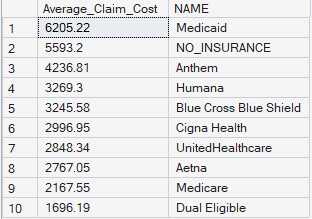 Average_Claim_Cost NAME
1 6205.22 Medicaid
2 5593.2 NO_INSURANCE
3 4236.81 Anthem
4 3269.3 Humana
5 3245.58 Blue Cross Blue Shield
6 2996.95 Cigna Health
7 2848.34 UnitedHealthcare
8 2767.05 Aetna
9 2167.55 Medicare
10 1696.19 Dual Eligible